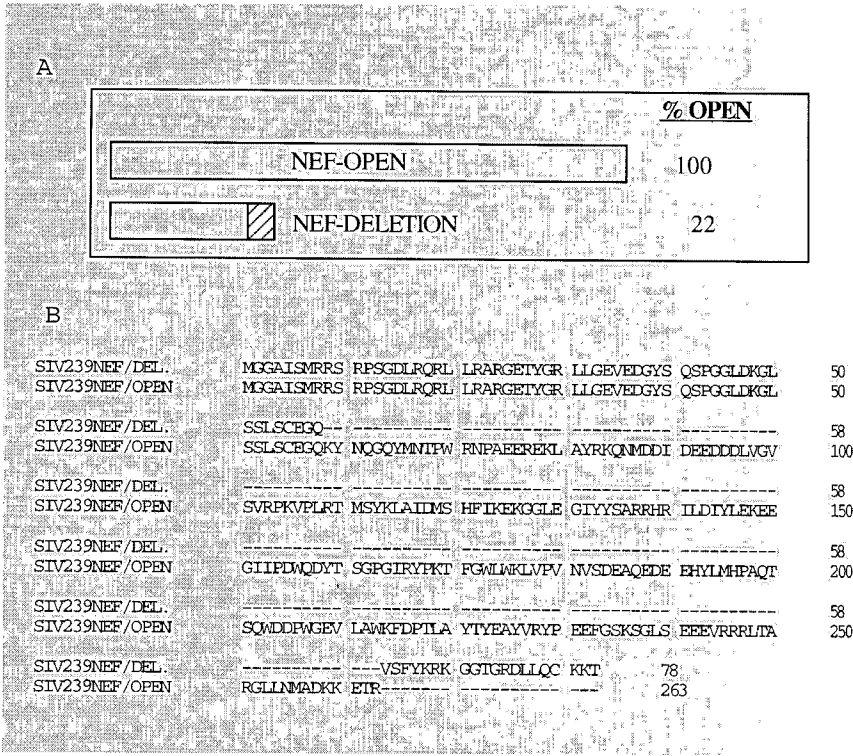 A
% OPEN
NEF-OPEN 100
NEF-DELETION 22
B
SIV239NEF/DEL. MGGAISMRRS RPSGDLRQRL LRARGETYGR LLGEVEDGYS QSPGGLDKGL 50
SIV239NEF/OPEN MGGAISMRRS RPSGDLRQRL LRARGETYGR LLGEVEDGYS QSPGGLDKGL 50
SIV239NEF/DEL. SSLSCEGQ-- ---------- ---------- ---------- ---------- 58
SIV239NEF/OPEN SSLSCEGQKY NQGQYMNTPW RNPAEEREKL AYRKQNMDDI DEEDDDLVGV 100
SIV239NEF/DEL. ---------- ---------- ---------- ---------- ---------- 58
SIV239NEF/OPEN SVRPKVPLRT MSYKLAIDMS HFIKEKGGLE GIYYSARRHR ILDIYLEKEE 150
SIV239NEF/DEL. ---------- ---------- ---------- ---------- ---------- 58
SIV239NEF/OPEN GIIPDWQDYT SGPGIRYPKT FGWLWKLVPV NVSDEAQEDE EHYLMHPAQT 200
SIV239NEF/DEL. ---------- ---------- ---------- ---------- ---------- 58
SIV239NEF/OPEN SQWDDPWGEV LAWKFDPTLA YTYEAYVRYP EEFGSKSGLS EEEVRRRLTA 250
SIV239NEF/DEL. ---------- ---VSFYKRK GGTGRDLLQC KKT 78
SIV239NEF/OPEN RGLLNMADKK ETR------- ---------- --- 263